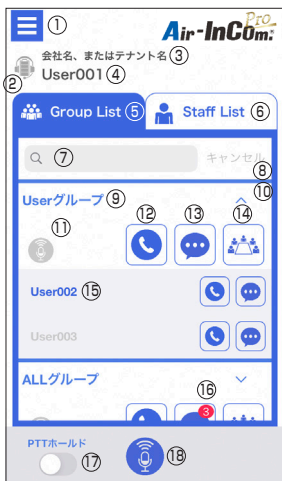 ①
Air-InCom: Pro
会社名、またはテナント名③
② User001④
Group List⑤ Staff List ⑥
⑦ キャンセル
⑧
Userグループ⑨ ⑩
⑪ ⑫ ⑬ ⑭
User002⑮
User003
ALLグループ
⑯
3
PTTホールド
⑰ ⑱